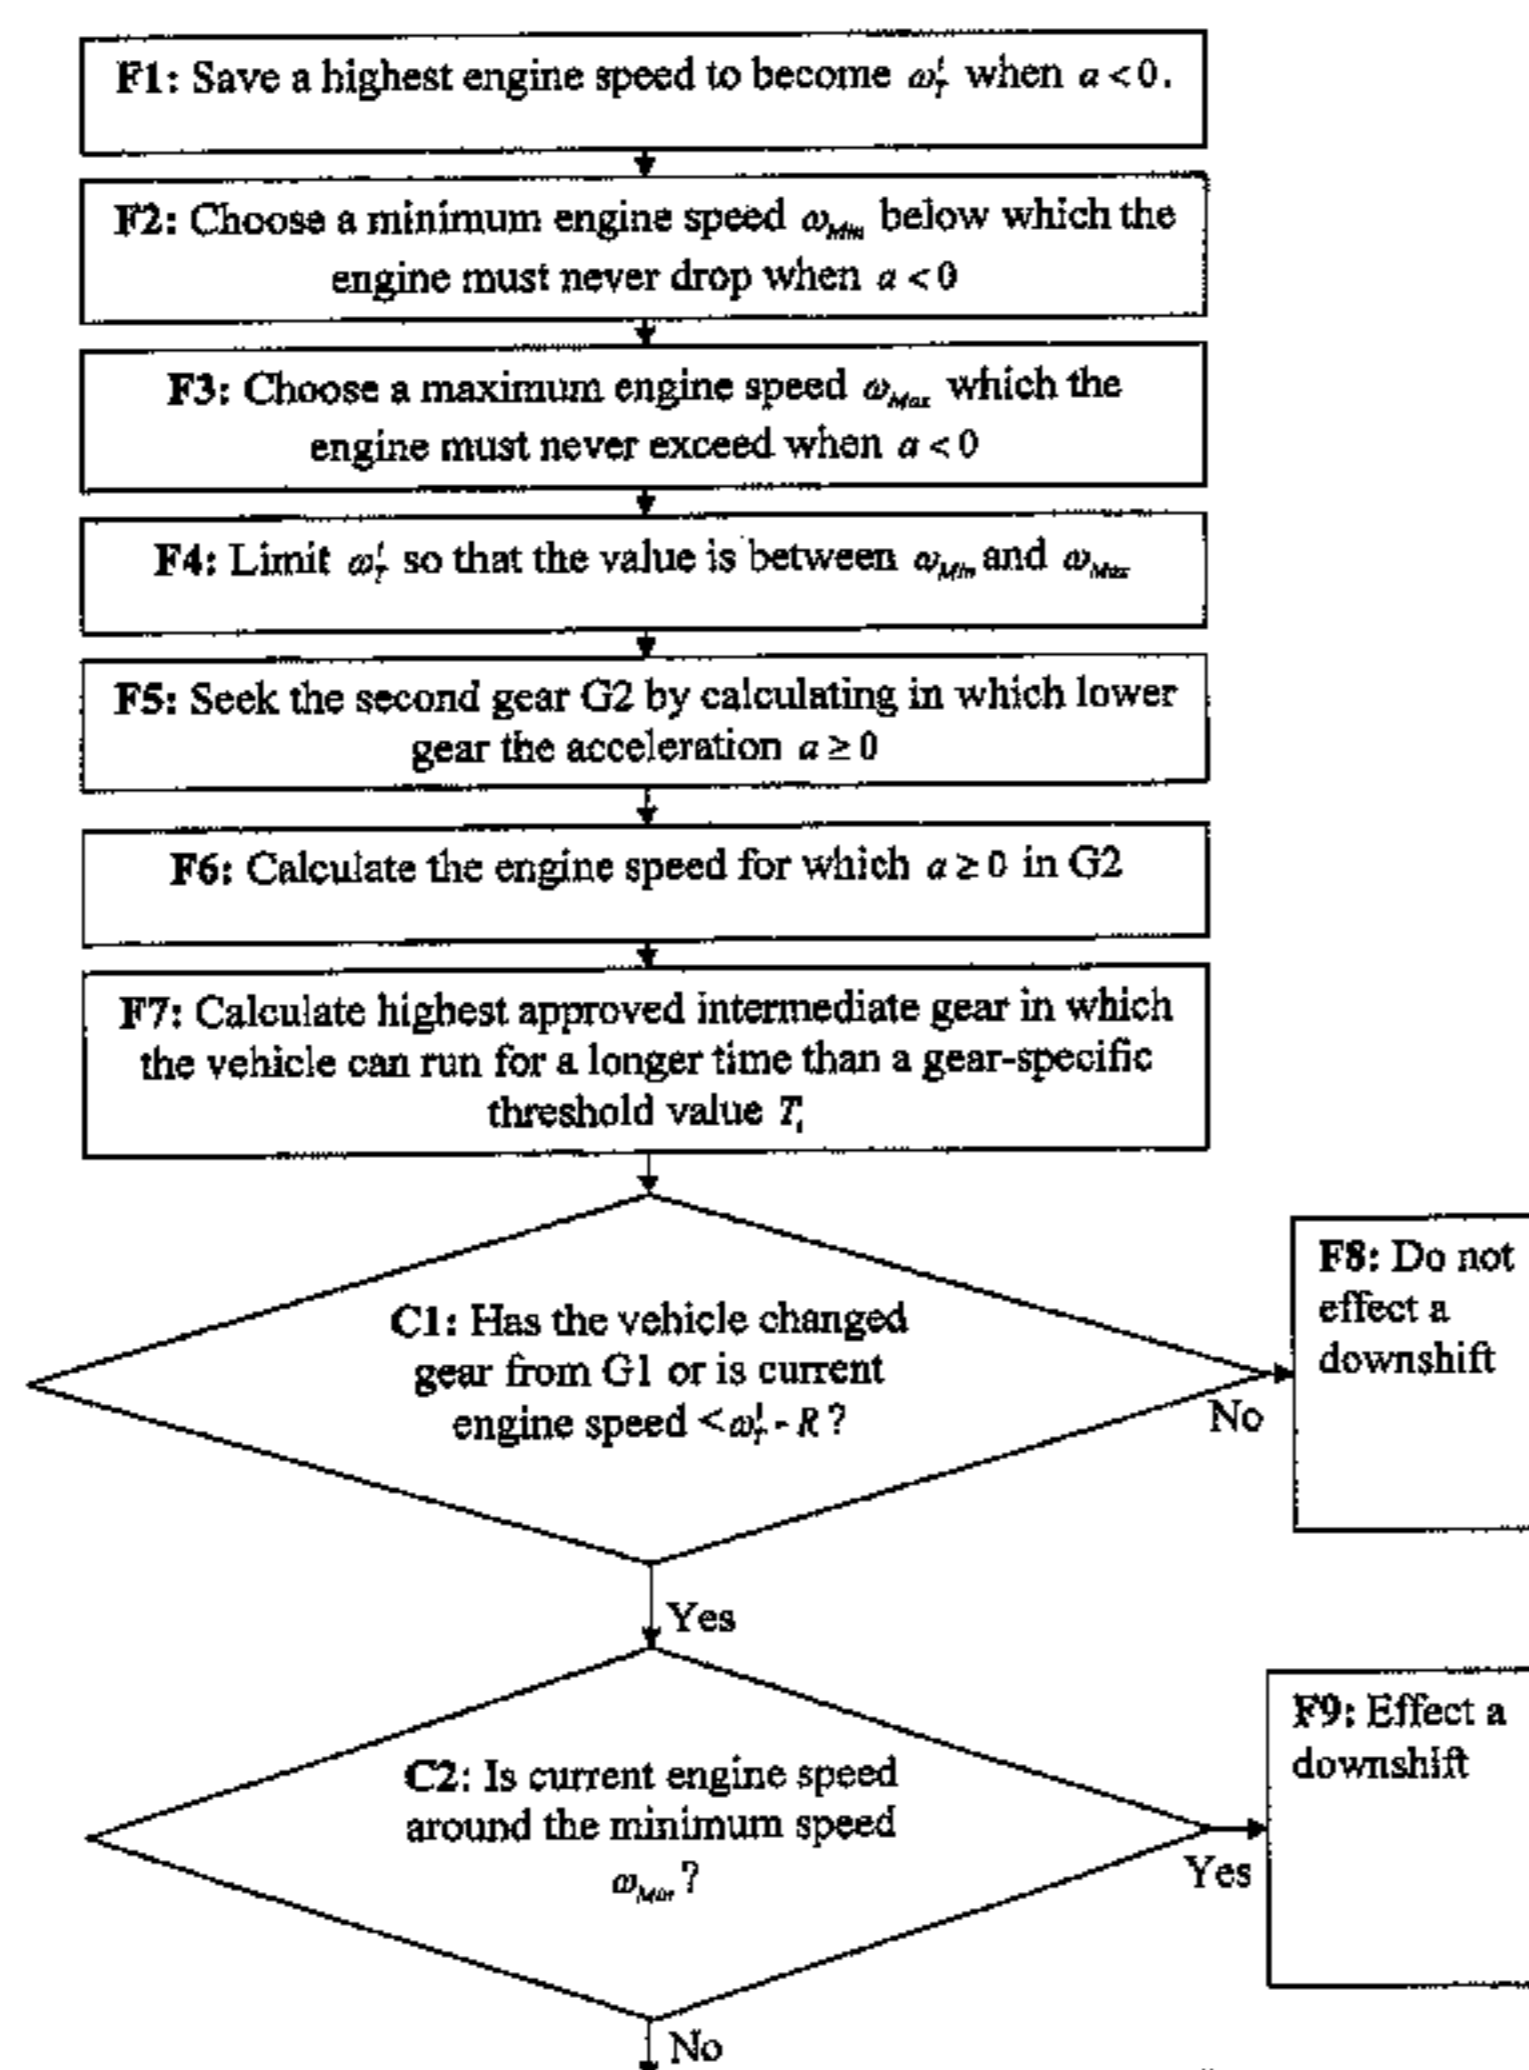 F1: Save a highest engine speed to become ω_T^I when a < 0.
F2: Choose a minimum engine speed ω_Min below which the
engine must never drop when a < 0
F3: Choose a maximum engine speed ω_Max which the
engine must never exceed when a < 0
F4: Limit ω_T^I so that the value is between ω_Min and ω_Max
F5: Seek the second gear G2 by calculating in which lower
gear the acceleration a ≥ 0
F6: Calculate the engine speed for which a ≥ 0 in G2
F7: Calculate highest approved intermediate gear in which
the vehicle can run for a longer time than a gear-specific
threshold value T_i
C1: Has the vehicle changed
gear from G1 or is current
engine speed < ω_T^I - R ?
No
F8: Do not
effect a
downshift
Yes
C2: Is current engine speed
around the minimum speed
ω_Min ?
Yes
F9: Effect a
downshift
No